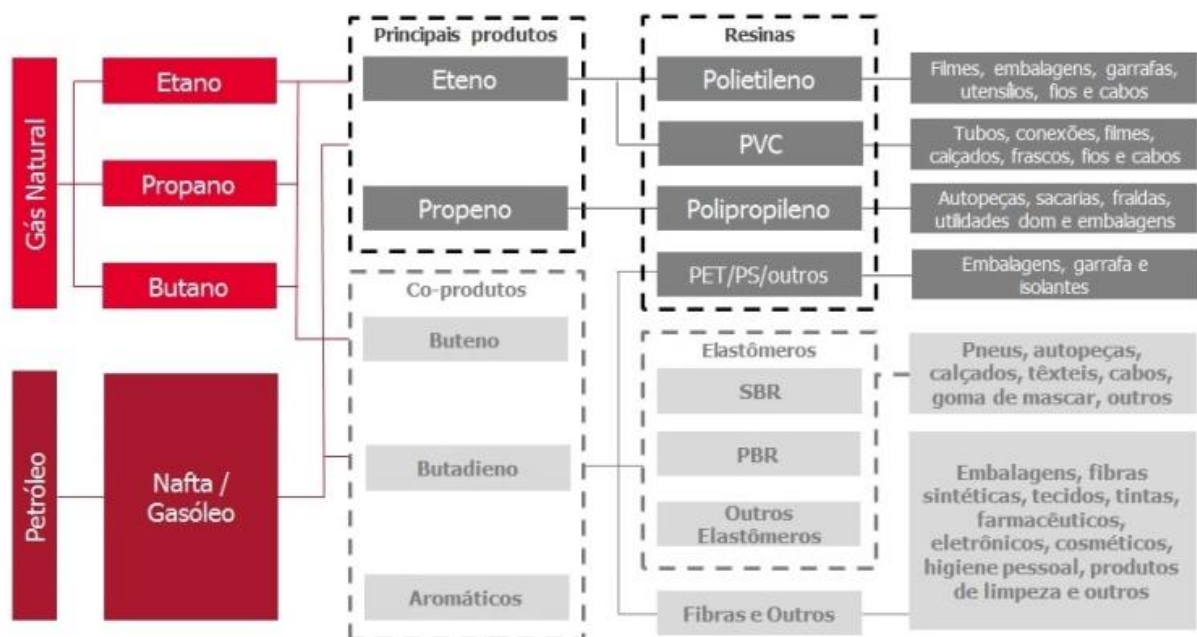 Gás Natural
Etano
Propano
Butano
Petróleo
Nafta /
Gasóleo
Principais produtos
Eteno
Propeno
Co-produtos
Buteno
Butadieno
Aromáticos
Resinas
Polietileno
PVC
Polipropileno
PET/PS/outros
Elastômeros
SBR
PBR
Outros
Elastômeros
Fibras e Outros
Filmes, embalagens, garrafas,
utensílios, fios e cabos
Tubos, conexões, filmes,
calçados, frascos, fios e cabos
Autopeças, sacarias, fraldas,
utilidades dom e embalagens
Embalagens, garrafa e
isolantes
Pneus, autopeças,
calçados, têxteis, cabos,
goma de mascar, outros
Embalagens, fibras
sintéticas, tecidos, tintas,
farmacêuticos,
eletrônicos, cosméticos,
higiene pessoal, produtos
de limpeza e outros